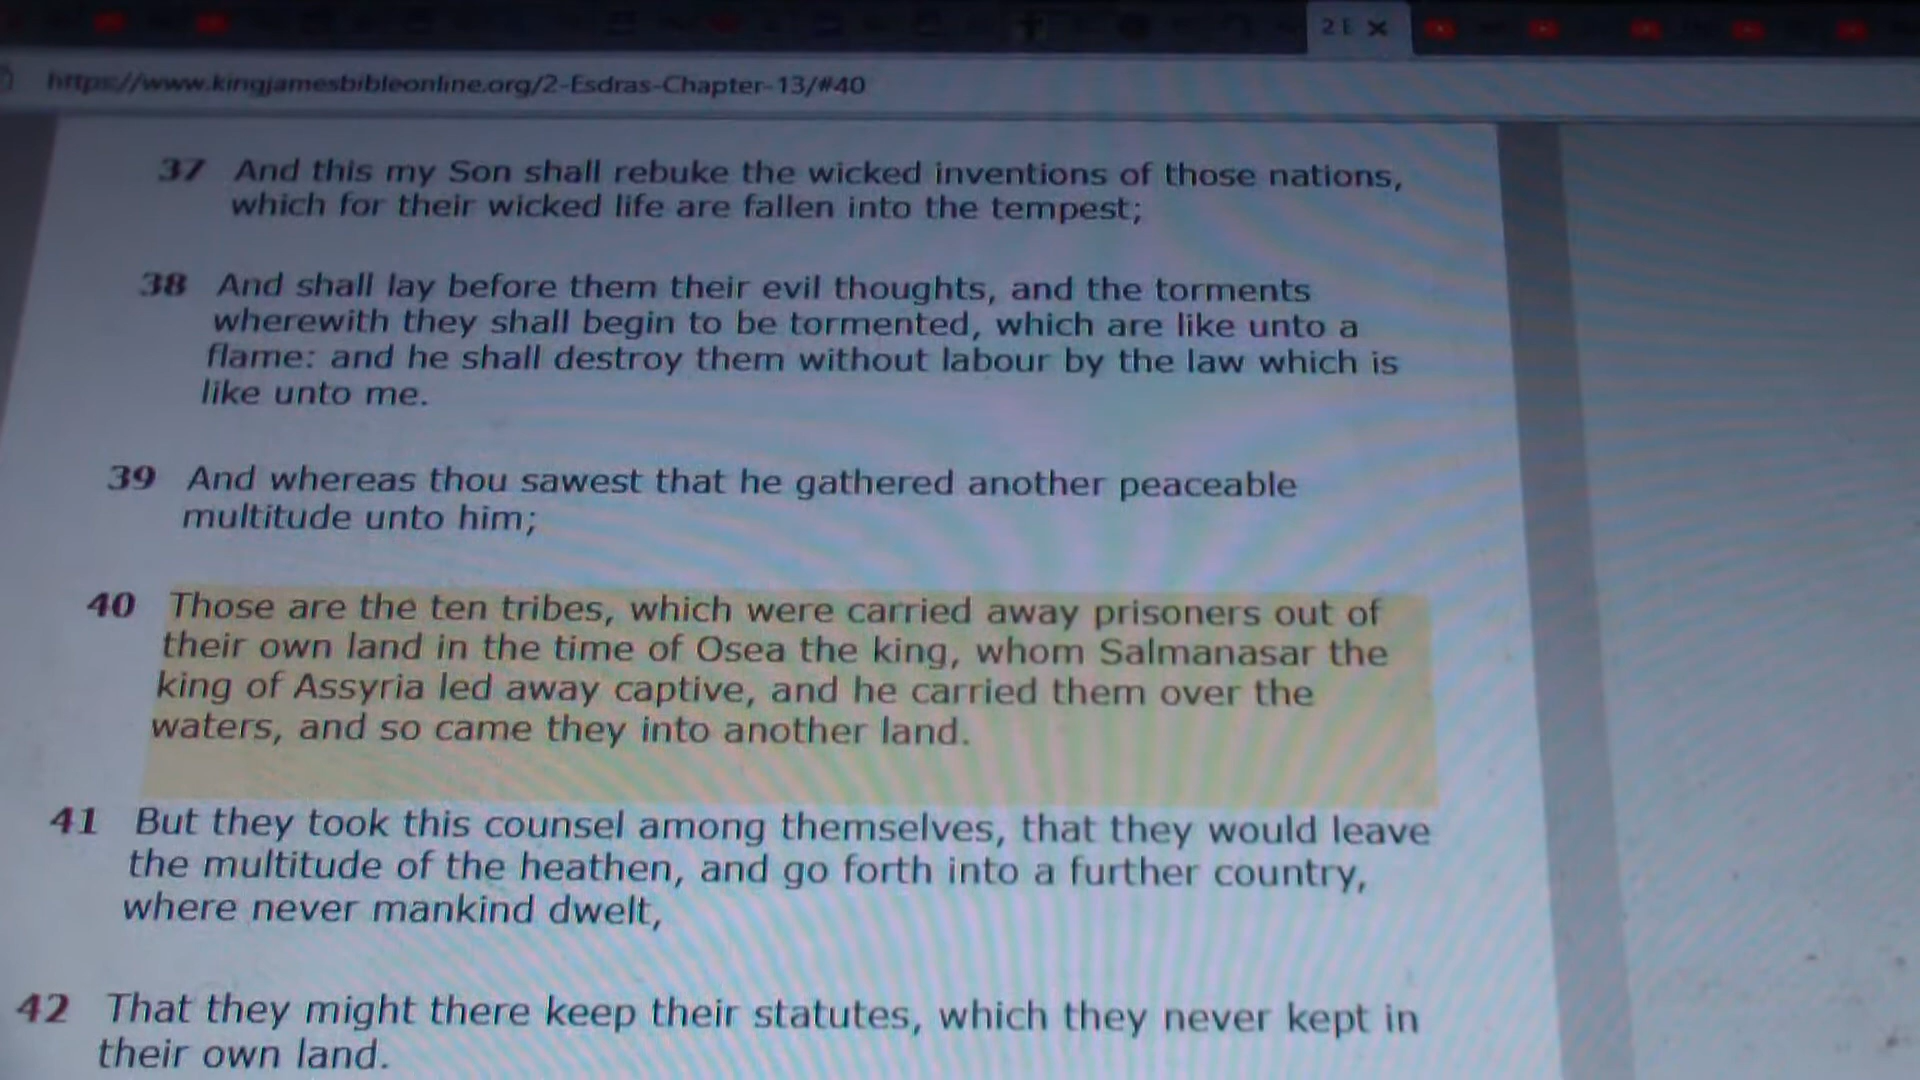 2 E
https://www.kingjamesbibleonline.org/2-Esdras-Chapter-13/#40
37 And this my Son shall rebuke the wicked inventions of those nations,
which for their wicked life are fallen into the tempest;
38 And shall lay before them their evil thoughts, and the torments
wherewith they shall begin to be tormented, which are like unto a
flame: and he shall destroy them without labour by the law which is
like unto me.
39 And whereas thou sawest that he gathered another peaceable
multitude unto him;
40 Those are the ten tribes, which were carried away prisoners out of
their own land in the time of Osea the king, whom Salmanasar the
king of Assyria led away captive, and he carried them over the
waters, and so came they into another land.
41 But they took this counsel among themselves, that they would leave
the multitude of the heathen, and go forth into a further country,
where never mankind dwelt,
42 That they might there keep their statutes, which they never kept in
their own land.